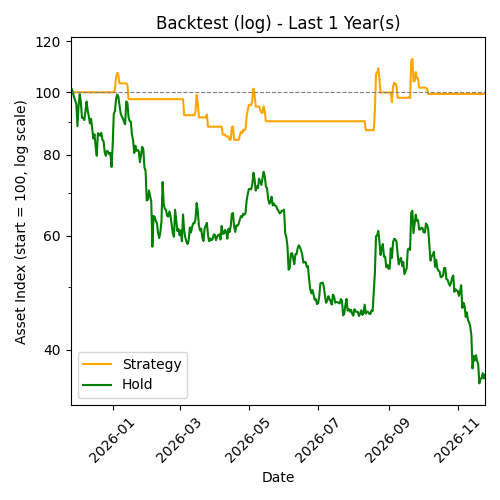 Backtest (log) - Last 1 Year(s)
Asset Index (start = 100, log scale)
120
100
80
60
40
Strategy
Hold
2026-01
2026-03
2026-05
2026-07
2026-09
2026-11
Date